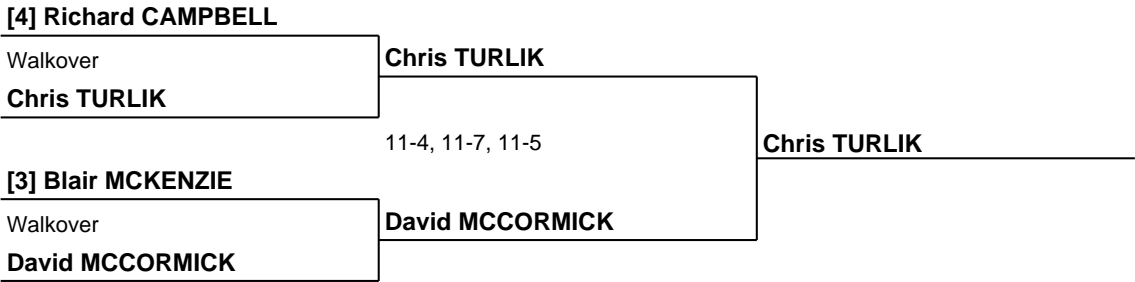 [4] Richard CAMPBELL
Walkover
Chris TURLIK
Chris TURLIK
11-4, 11-7, 11-5
Chris TURLIK
[3] Blair MCKENZIE
Walkover
David MCCORMICK
David MCCORMICK